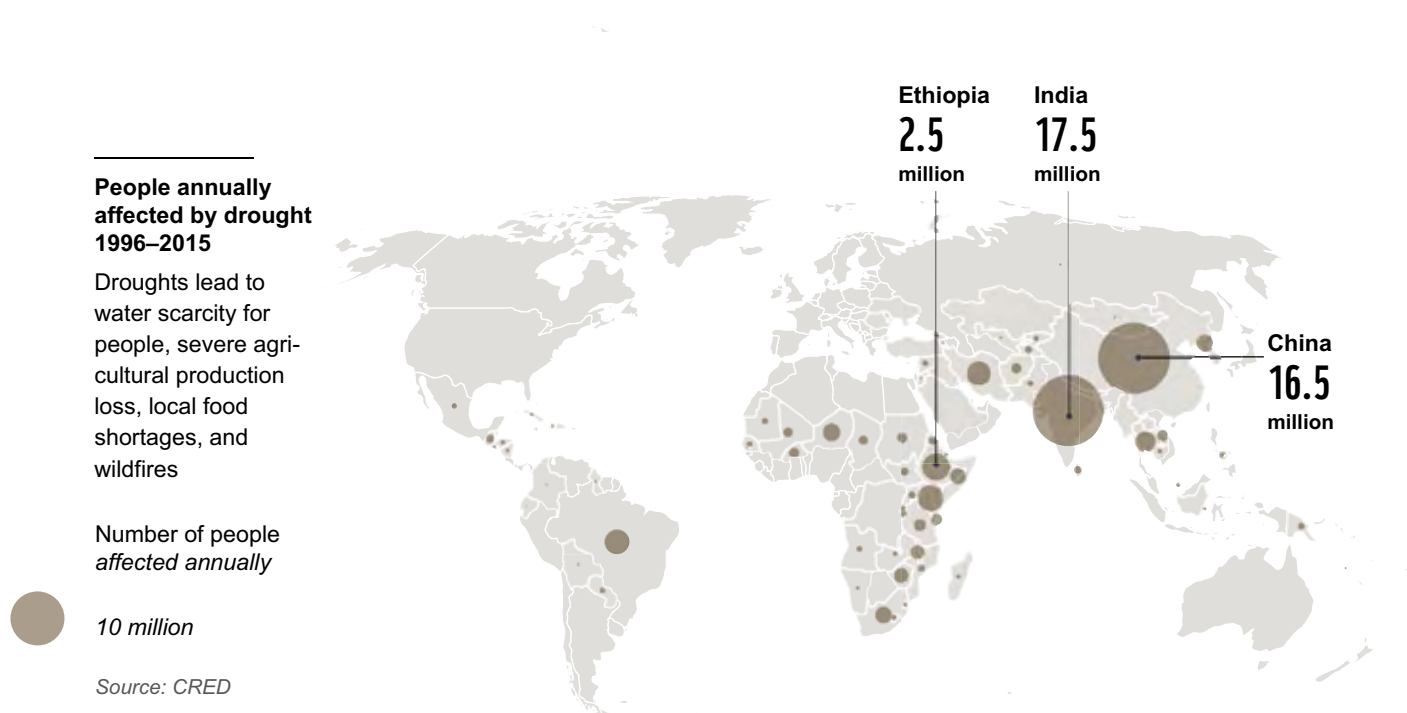 People annually
affected by drought
1996–2015
Droughts lead to
water scarcity for
people, severe agri-
cultural production
loss, local food
shortages, and
wildfires
Number of people
affected annually
10 million
Source: CRED
Ethiopia
2.5
million
India
17.5
million
China
16.5
million